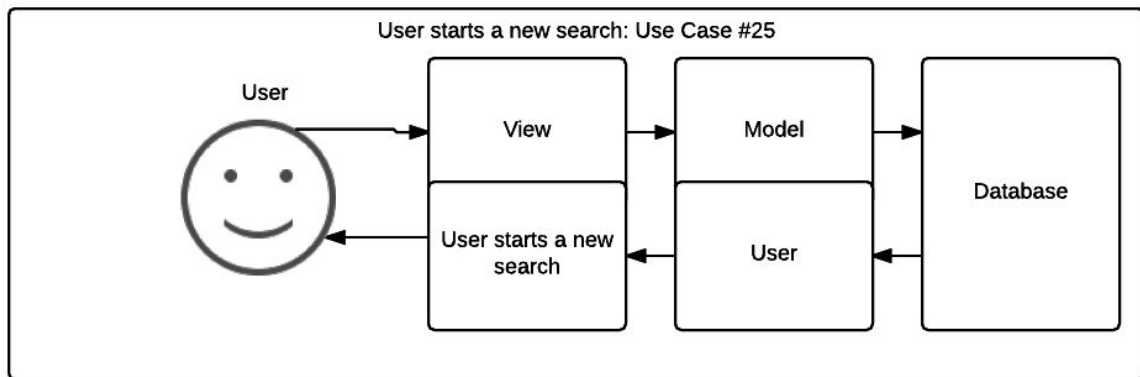 User starts a new search: Use Case #25
User
View
Model
Database
User starts a new
search
User